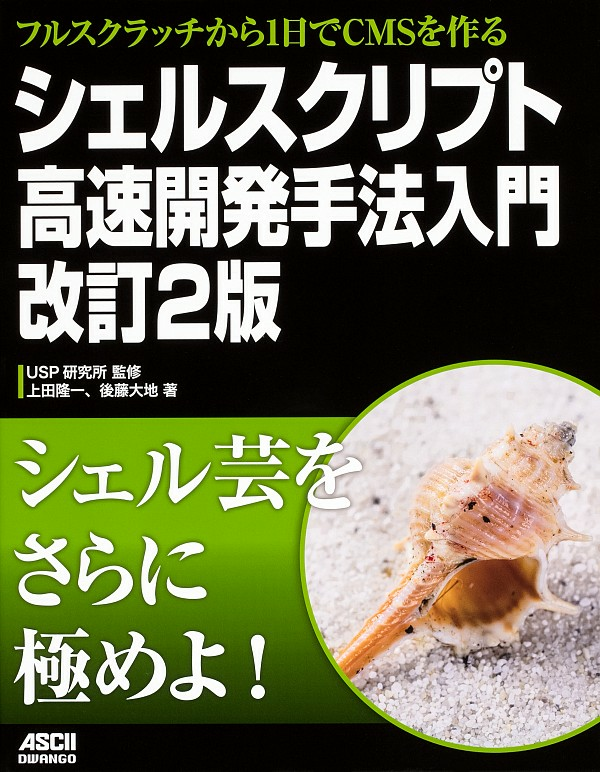 フルスクラッチから1日でCMSを作る
シェルスクリプト
高速開発手法入門
改訂2版
USP 研究所 監修
上田隆一、後藤大地 著
シェル芸を
さらに
極めよ!
ASCII
DWANGO